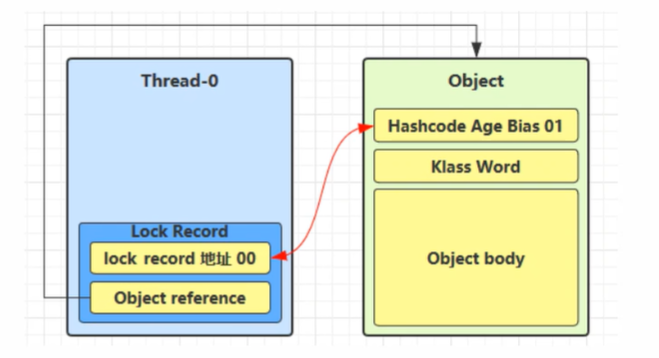 Thread-0
Lock Record
lock record 地址 00
Object reference
Object
Hashcode Age Bias 01
Klass Word
Object body